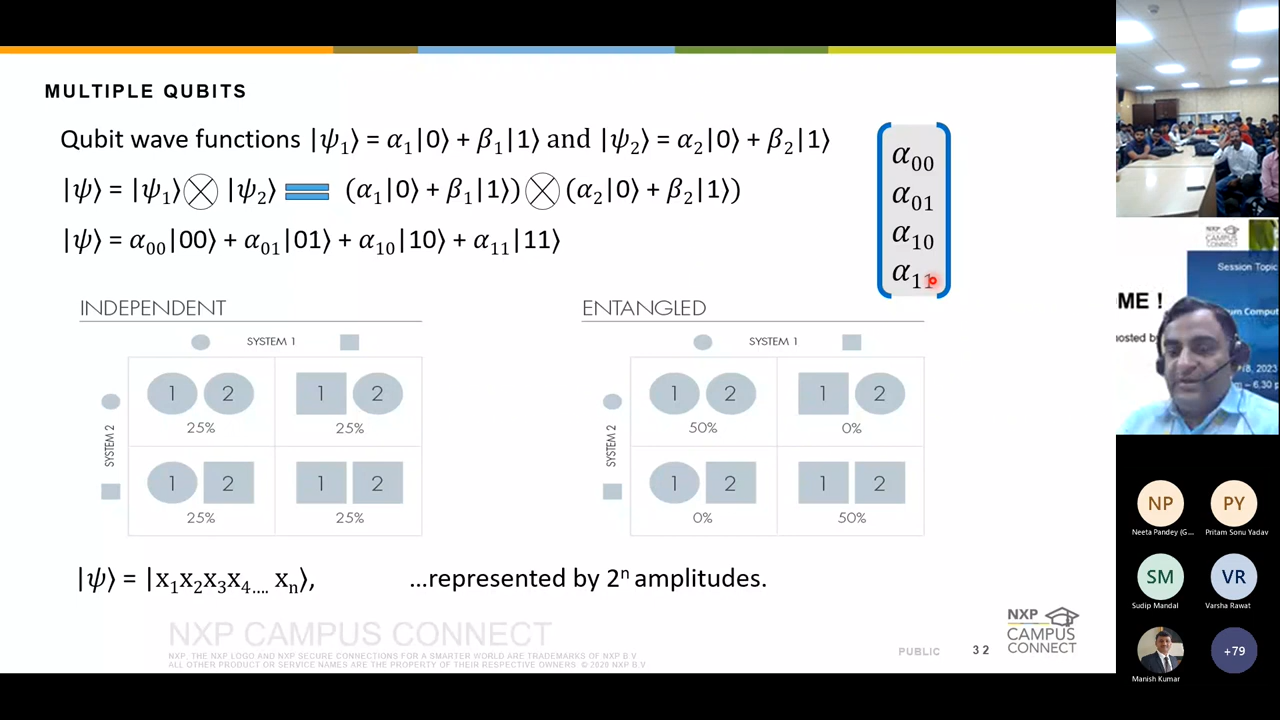 MULTIPLE QUBITS
Qubit wave functions |ψ₁⟩ = α₁|0⟩ + β₁|1⟩ and |ψ₂⟩ = α₂|0⟩ + β₂|1⟩
|ψ⟩ = |ψ₁⟩⊗|ψ₂⟩ = (α₁|0⟩ + β₁|1⟩)⊗(α₂|0⟩ + β₂|1⟩)
|ψ⟩ = α₀₀|00⟩ + α₀₁|01⟩ + α₁₀|10⟩ + α₁₁|11⟩
α₀₀
α₀₁
α₁₀
α₁₁
INDEPENDENT
SYSTEM 1
SYSTEM 2
1 2
25%
1 2
25%
1 2
25%
1 2
25%
ENTANGLED
SYSTEM 1
SYSTEM 2
1 2
50%
1 2
0%
1 2
0%
1 2
50%
|ψ⟩ = |x₁x₂x₃x₄.... xₙ⟩, ...represented by 2ⁿ amplitudes.
NXP CAMPUS CONNECT
NXP, THE NXP LOGO AND NXP SECURE CONNECTIONS FOR A SMARTER WORLD ARE TRADEMARKS OF NXP B.V
ALL OTHER PRODUCT OR SERVICE NAMES ARE THE PROPERTY OF THEIR RESPECTIVE OWNERS. © 2020 NXP B.V
PUBLIC
32
NXP
CAMPUS
CONNECT
NXP
CAMPUS
CONNECT
Session Topic
ME !
hosted by
NP
Neeta Pandey (G...
PY
Pritam Sonu Yadav
SM
Sudip Mandal
VR
Varsha Rawat
Manish Kumar
+79